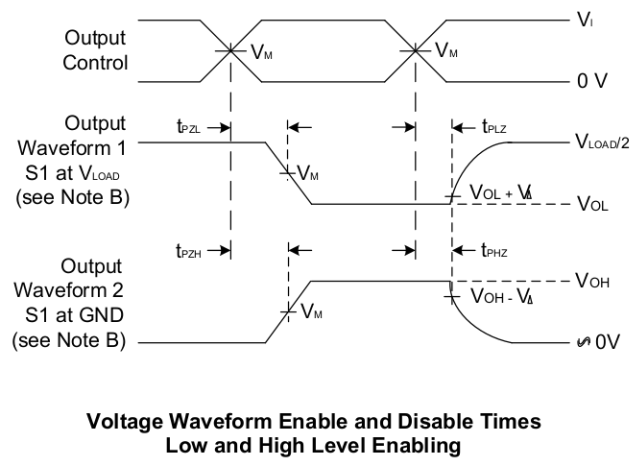 Output
Control
VM
VM
VI
0 V
Output
Waveform 1
S1 at VLOAD
(see Note B)
tPZL
tPLZ
VM
VLOAD/2
VOL + VΔ
VOL
Output
Waveform 2
S1 at GND
(see Note B)
tPZH
tPHZ
VM
VOH
VOH - VΔ
0V
Voltage Waveform Enable and Disable Times
Low and High Level Enabling